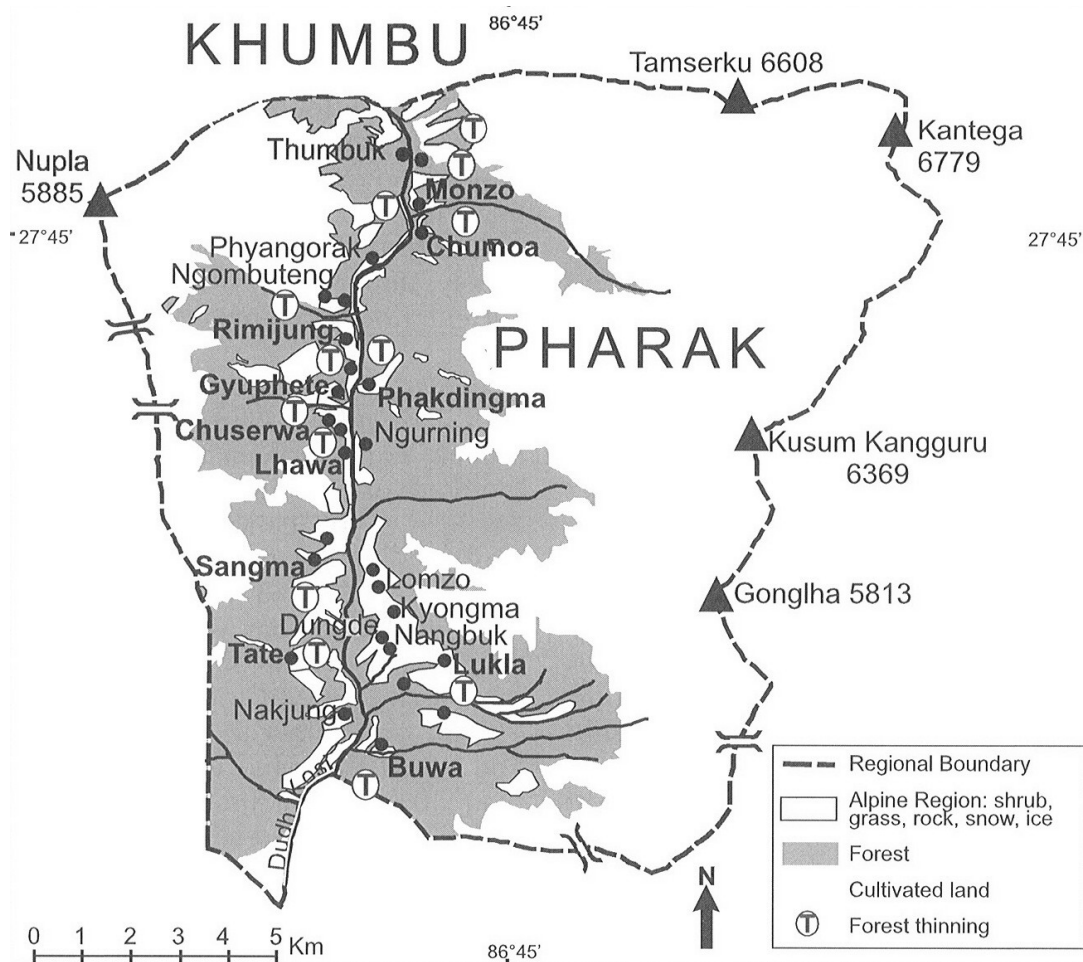 86°45'
KHUMBU
Tamserku 6608
Kantega
6779
Nupla
5885
Thumbuk
T
T
Monzo
T
T
Chumoa
27°45'
27°45'
Phyangorak
Ngombuteng
T
Rimijung
PHARAK
T
T
Gyuphete
Phakdingma
T
Chuserwa
T
Ngurning
Lhawa
Kusum Kangguru
6369
Sangma
Lomzo
T
Kyongma
Gonglha 5813
Dungde
Nangbuk
Tate
T
Lukla
T
Nakjung
Buwa
T
Dudh Kosi
Regional Boundary
Alpine Region: shrub,
grass, rock, snow, ice
Forest
Cultivated land
T Forest thinning
N
0 1 2 3 4 5 Km
86°45'